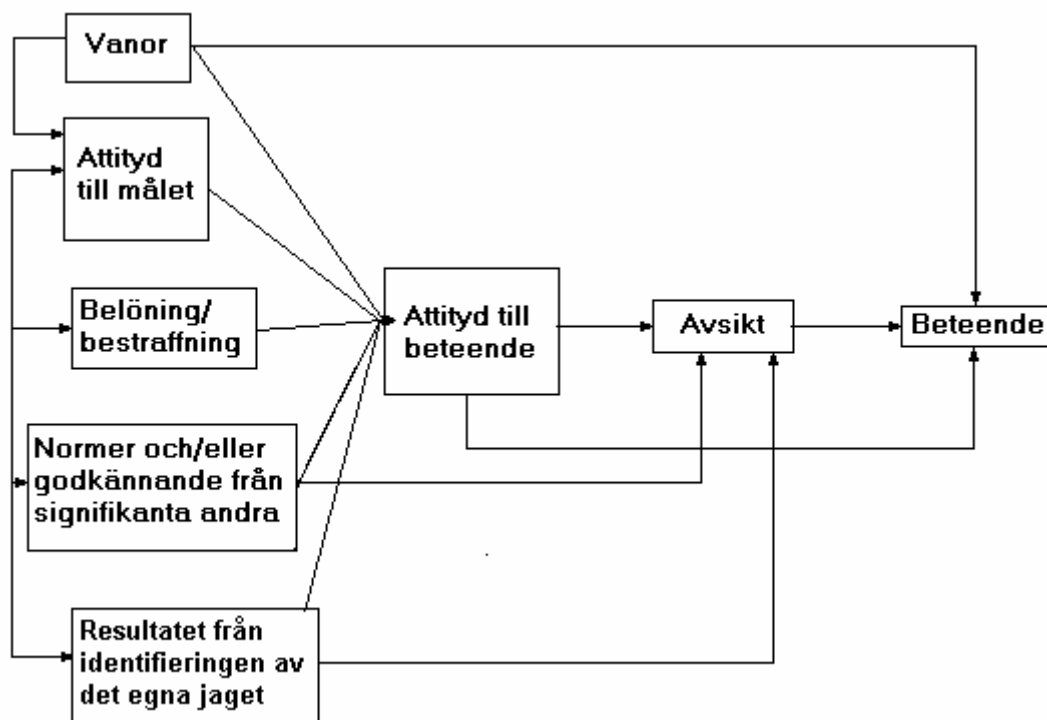 Vanor
Attityd
till målet
Belöning/
bestraffning
Normer och/eller
godkännande från
signifikanta andra
Resultatet från
identifieringen av
det egna jaget
Attityd till
beteende
Avsikt
Beteende